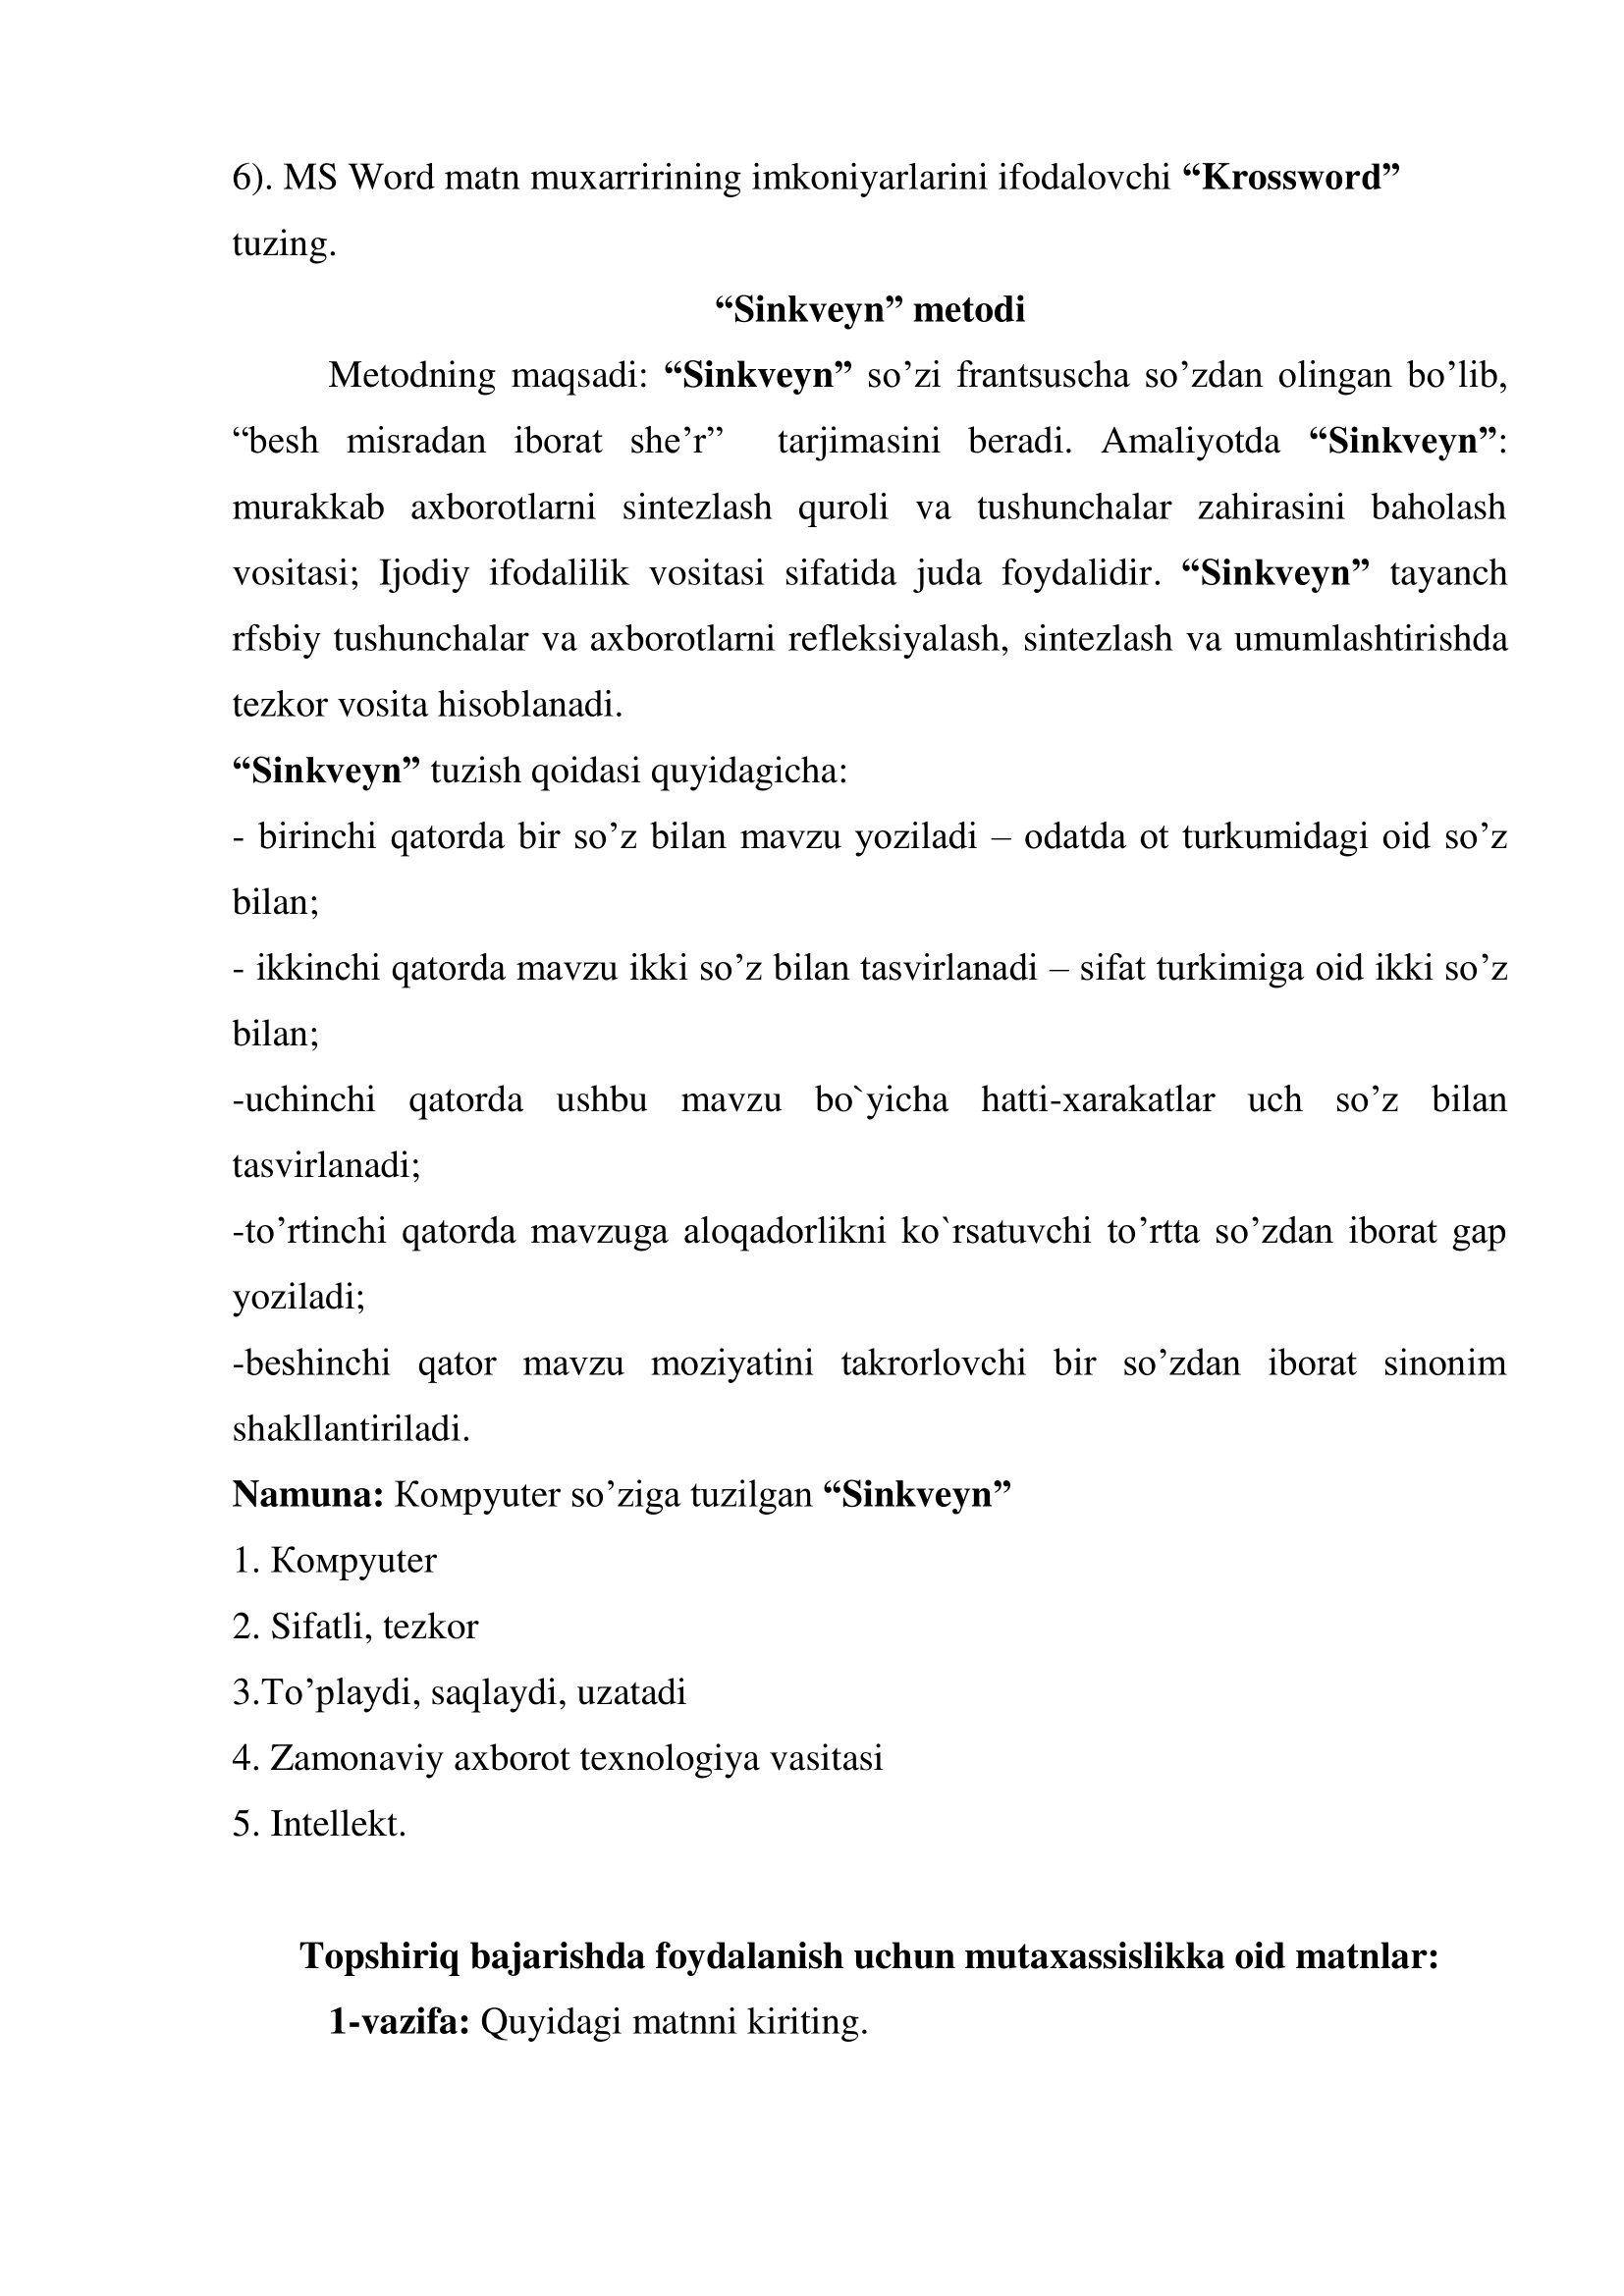 6). MS Word matn muxarririning imkoniyarlarini ifodalovchi “Krossword”
tuzing.
“Sinkveyn” metodi
Metodning maqsadi: “Sinkveyn” so’zi frantsuscha so’zdan olingan bo’lib,
“besh misradan iborat she’r” tarjimasini beradi. Amaliyotda “Sinkveyn”:
murakkab axborotlarni sintezlash quroli va tushunchalar zahirasini baholash
vositasi; Ijodiy ifodalilik vositasi sifatida juda foydalidir. “Sinkveyn” tayanch
rfsbiy tushunchalar va axborotlarni refleksiyalash, sintezlash va umumlashtirishda
tezkor vosita hisoblanadi.
“Sinkveyn” tuzish qoidasi quyidagicha:
- birinchi qatorda bir so’z bilan mavzu yoziladi – odatda ot turkumidagi oid so’z
bilan;
- ikkinchi qatorda mavzu ikki so’z bilan tasvirlanadi – sifat turkimiga oid ikki so’z
bilan;
-uchinchi qatorda ushbu mavzu bo`yicha hatti-xarakatlar uch so’z bilan
tasvirlanadi;
-to’rtinchi qatorda mavzuga aloqadorlikni ko`rsatuvchi to’rtta so’zdan iborat gap
yoziladi;
-beshinchi qator mavzu moziyatini takrorlovchi bir so’zdan iborat sinonim
shakllantiriladi.
Namuna: Koмpyuter so’ziga tuzilgan “Sinkveyn”
1. Koмpyuter
2. Sifatli, tezkor
3.To’playdi, saqlaydi, uzatadi
4. Zamonaviy axborot texnologiya vasitasi
5. Intellekt.
Topshiriq bajarishda foydalanish uchun mutaxassislikka oid matnlar:
1-vazifa: Quyidagi matnni kiriting.